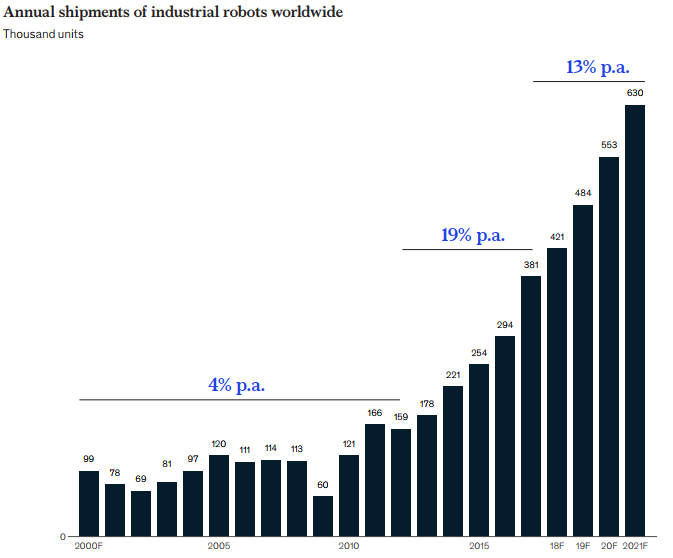 Annual shipments of industrial robots worldwide
Thousand units
13% p.a.
630
553
484
19% p.a.
421
381
294
254
221
4% p.a.
178
166
159
120
121
111
114
113
99
97
81
78
69
60
0
2000F
2005
2010
2015
18F
19F
20F
2021F